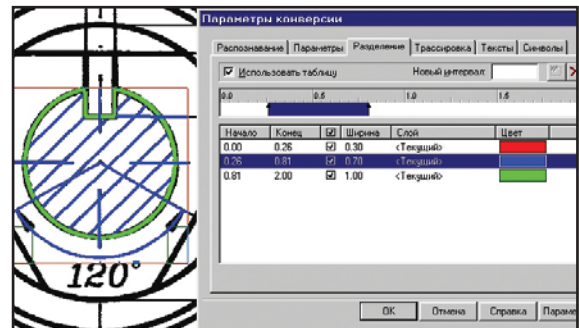 Параметры конверсии
Распознавание Параметры Разделение Трассировка Тексты Символы
Использовать таблицу Новый интервал:
0.0 0.5 1.0 1.5
Начало Конец Ширина Слой Цвет
0.00 0.26 0.30 <Текущий>
0.26 0.81 0.70 <Текущий>
0.81 2.00 1.00 <Текущий>
120°
OK Отмена Справка Параме